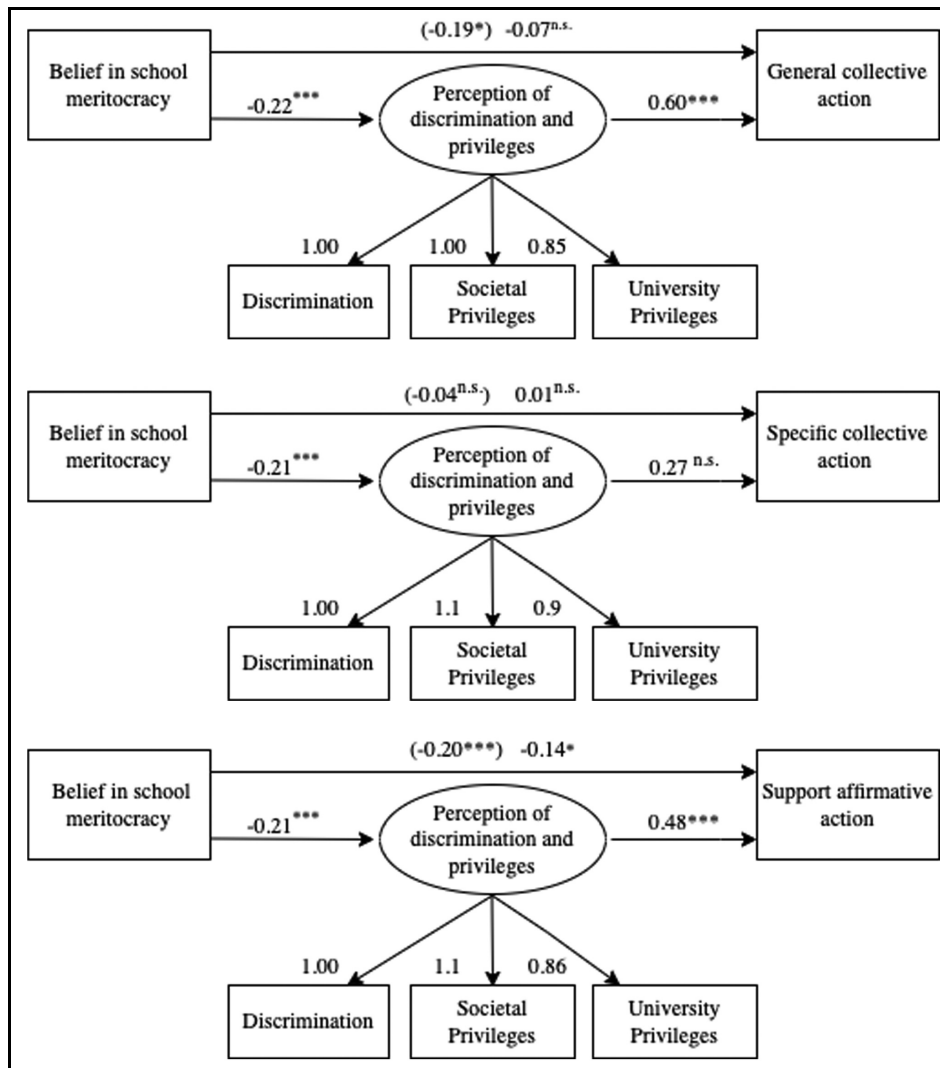 (-0.19*) -0.07n.s.
Belief in school
meritocracy
General collective
action
-0.22***
Perception of
discrimination and
privileges
0.60***
1.00 1.00 0.85
Discrimination
Societal
Privileges
University
Privileges
(-0.04n.s.) 0.01n.s.
Belief in school
meritocracy
Specific collective
action
-0.21***
Perception of
discrimination and
privileges
0.27 n.s.
1.00 1.1 0.9
Discrimination
Societal
Privileges
University
Privileges
(-0.20***) -0.14*
Belief in school
meritocracy
Support affirmative
action
-0.21***
Perception of
discrimination and
privileges
0.48***
1.00 1.1 0.86
Discrimination
Societal
Privileges
University
Privileges